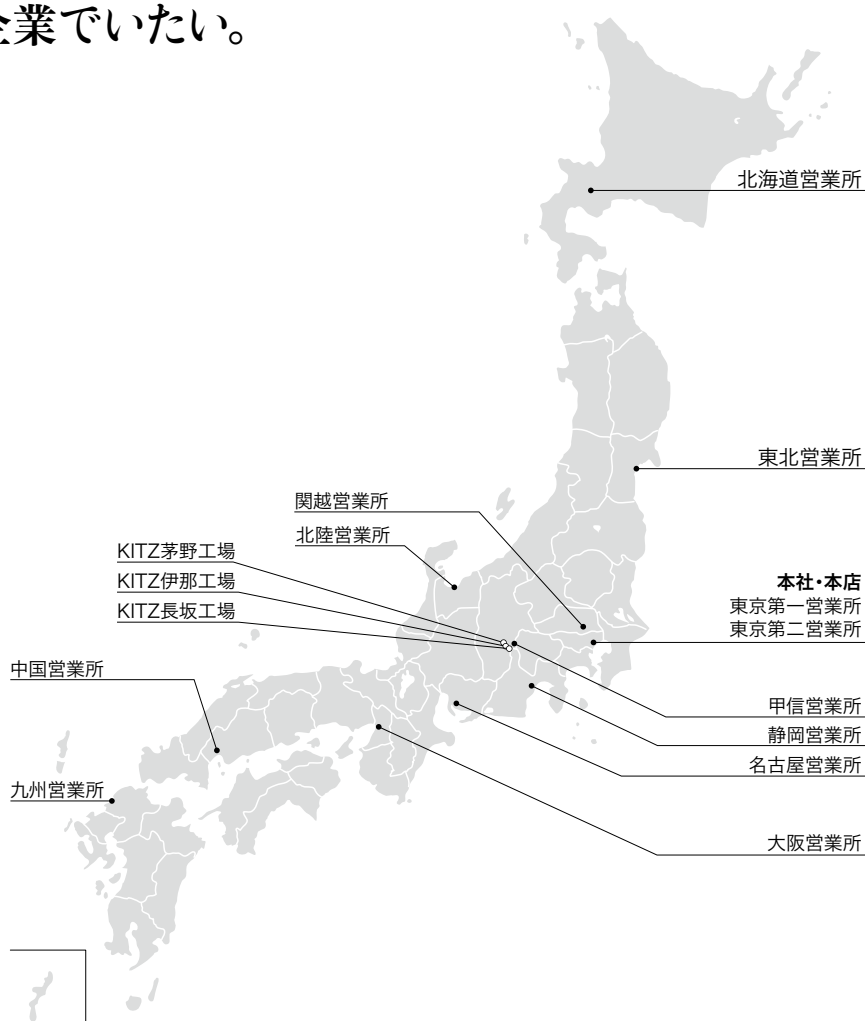 企業でいたい。
北海道営業所
東北営業所
関越営業所
北陸営業所
KITZ茅野工場
KITZ伊那工場
KITZ長坂工場
本社・本店
東京第一営業所
東京第二営業所
中国営業所
甲信営業所
静岡営業所
名古屋営業所
九州営業所
大阪営業所